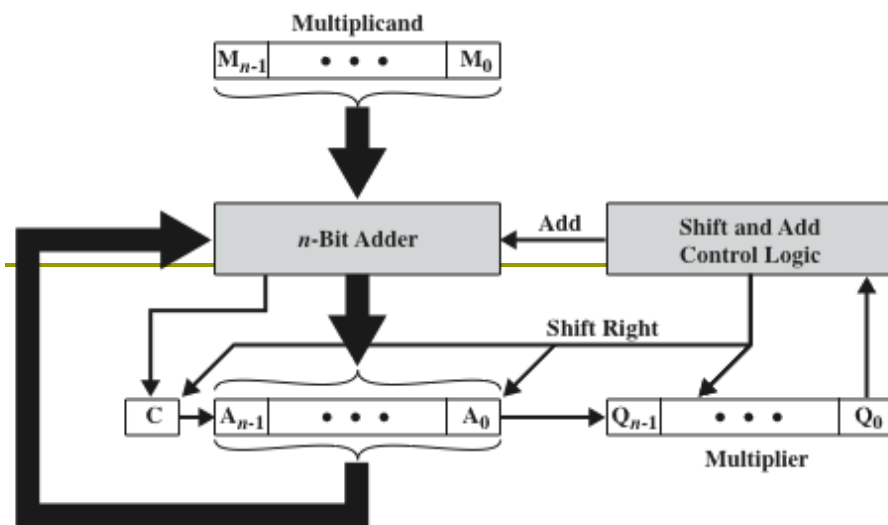 Multiplicand
Mn-1 • • • M0
n-Bit Adder
Add
Shift and Add
Control Logic
Shift Right
C
An-1 • • • A0
Qn-1 • • • Q0
Multiplier